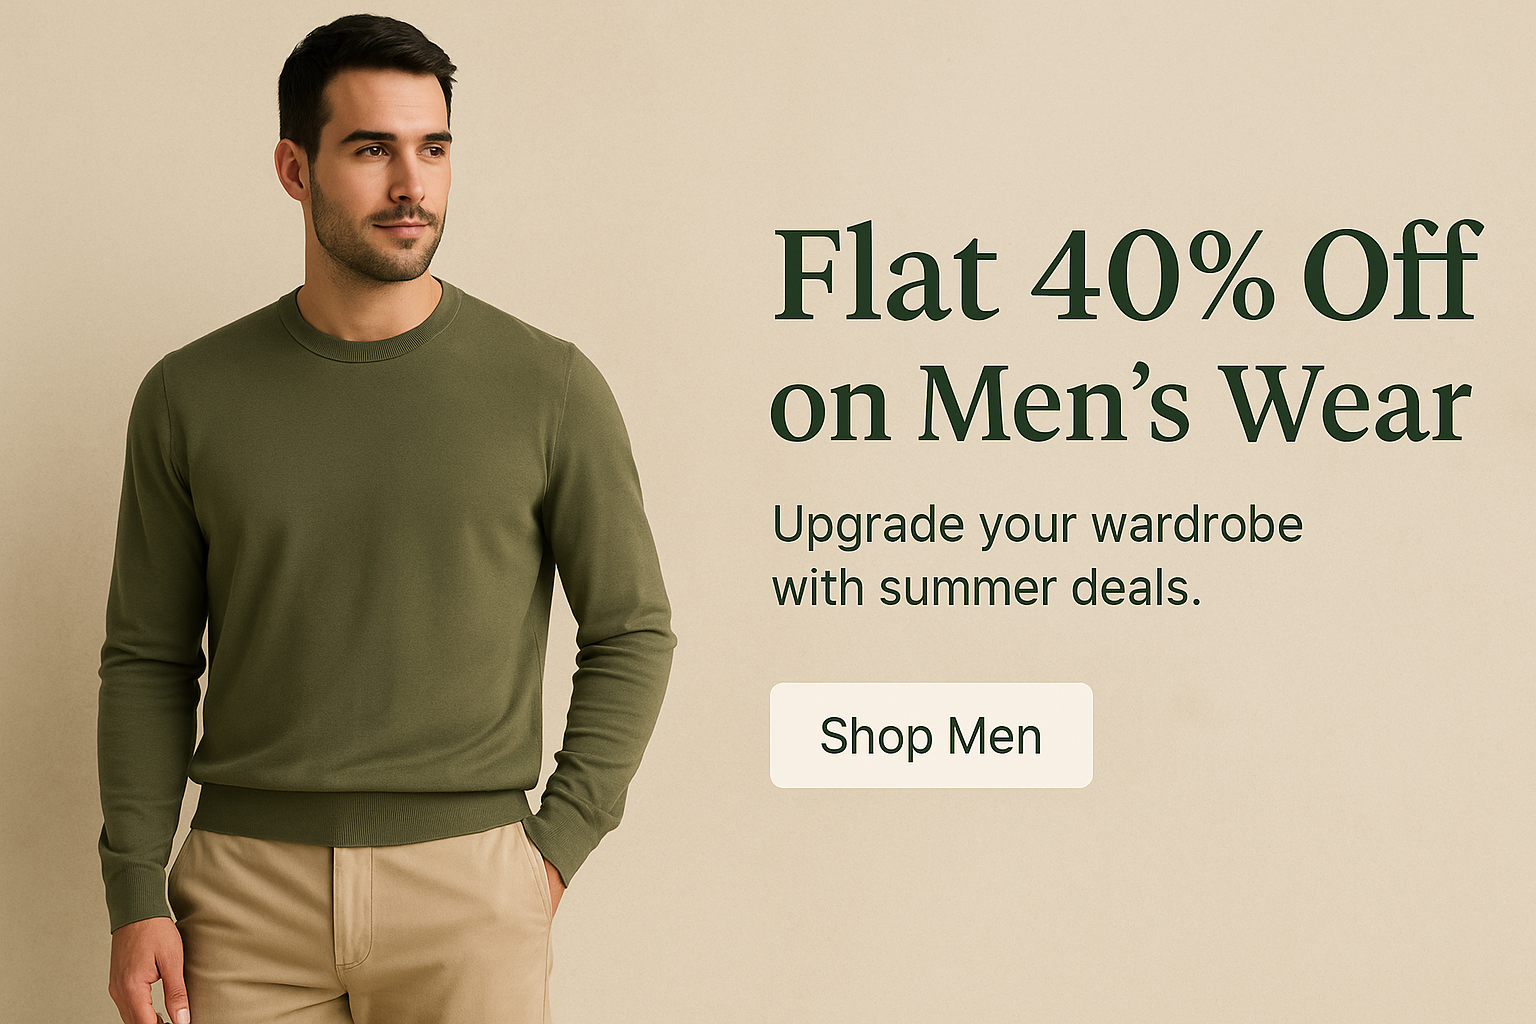 Flat 40% Off
on Men’s Wear
Upgrade your wardrobe
with summer deals.
Shop Men